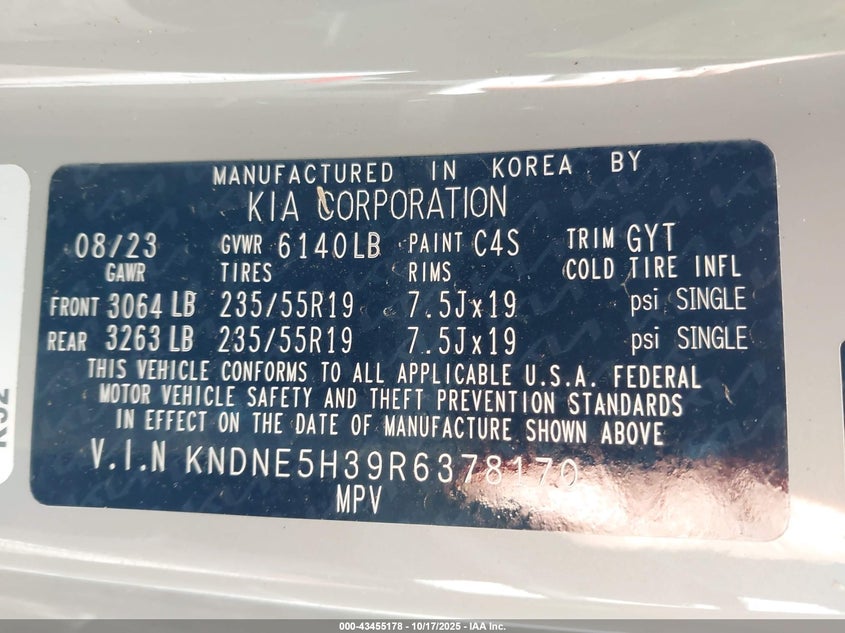 MANUFACTURED IN KOREA BY
KIA CORPORATION
08/23 GVWR 6140LB PAINT C4S TRIM GYT
GAWR TIRES RIMS COLD TIRE INFL
FRONT 3064 LB 235/55R19 7.5Jx19 psi SINGLE
REAR 3263 LB 235/55R19 7.5Jx19 psi SINGLE
THIS VEHICLE CONFORMS TO ALL APPLICABLE U.S.A. FEDERAL
MOTOR VEHICLE SAFETY AND THEFT PREVENTION STANDARDS
IN EFFECT ON THE DATE OF MANUFACTURE SHOWN ABOVE
V.I.N KNDNE5H39R6378170
MPV
000-43455178 - 10/17/2025 - IAA Inc.